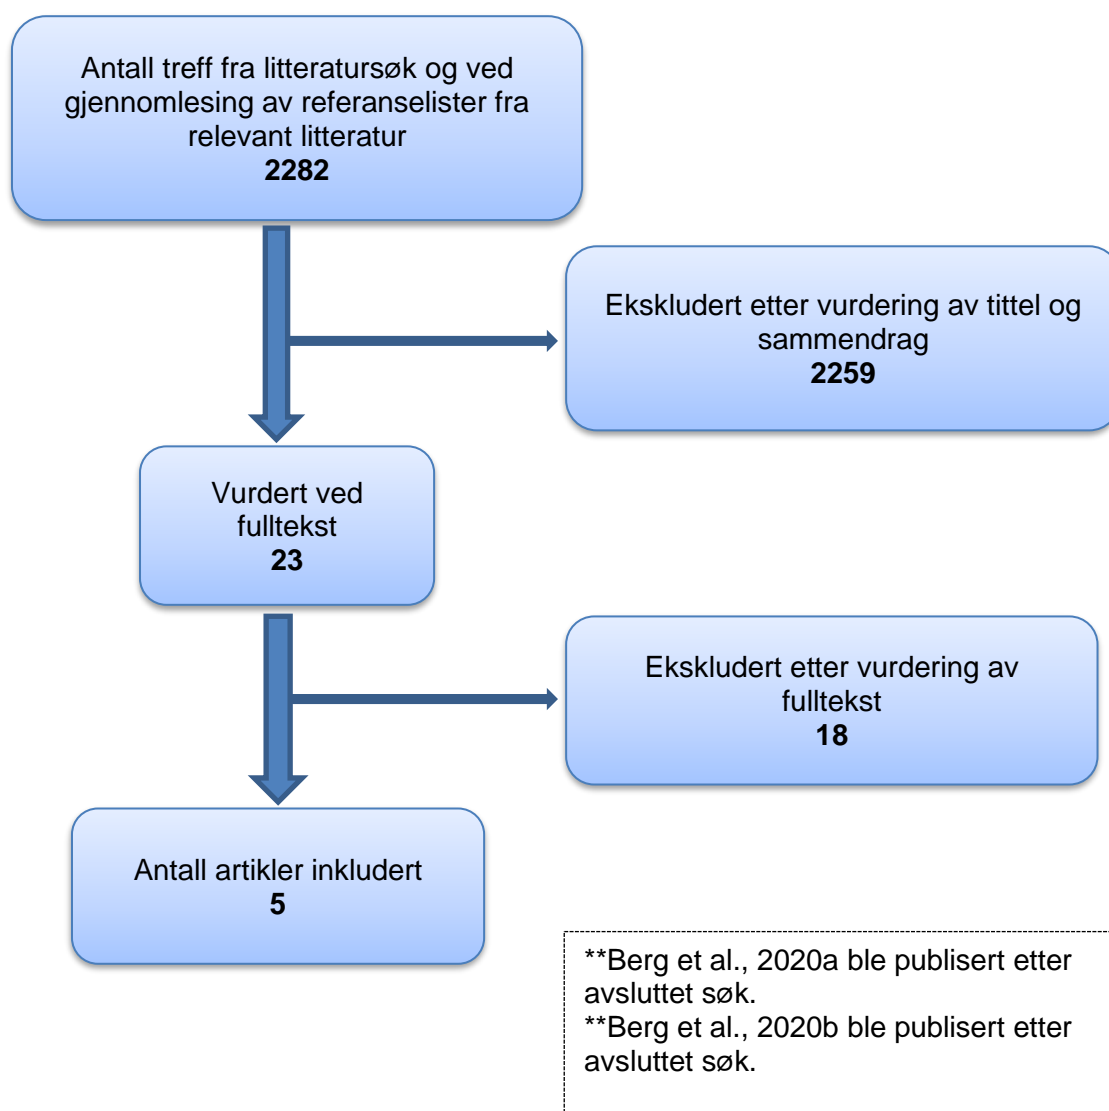 Antall treff fra litteratursøk og ved
gjennomlesing av referanselister fra
relevant litteratur
2282
Ekskludert etter vurdering av tittel og
sammendrag
2259
Vurdert ved
fulltekst
23
Ekskludert etter vurdering av
fulltekst
18
Antall artikler inkludert
5
**Berg et al., 2020a ble publisert etter
avsluttet søk.
**Berg et al., 2020b ble publisert etter
avsluttet søk.